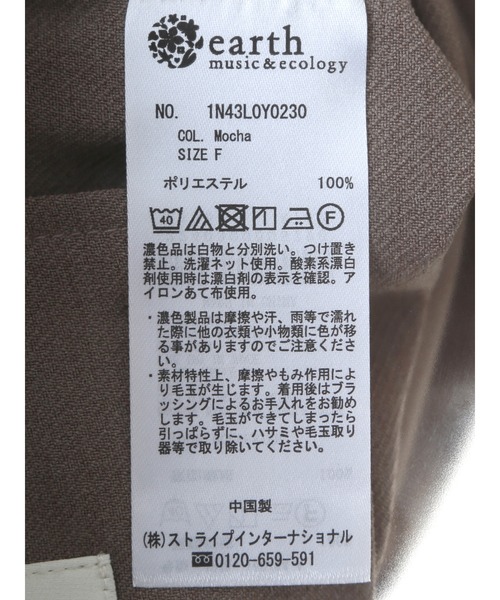 earth
music&ecology
NO. 1N43L0Y0230
COL. Mocha
SIZE F
ポリエステル 100%
40 F
濃色品は白物と分別洗い。つけ置き
禁止。洗濯ネット使用。酸素系漂白
剤使用時は漂白剤の表示を確認。ア
イロンあて布使用。
・濃色製品は摩擦や汗、雨等で濡れ
た際に他の衣類や小物類に色が移
る事がありますのでご注意くださ
い。
・素材特性上、摩擦やもみ作用によ
り毛玉が生じます。着用後はブラ
ッシングによるお手入れをお勧め
します。毛玉ができてしまったら
引っぱらずに、ハサミや毛玉取り
器等で取り除いてください。
中国製
(株)ストライプインターナショナル
0120-659-591